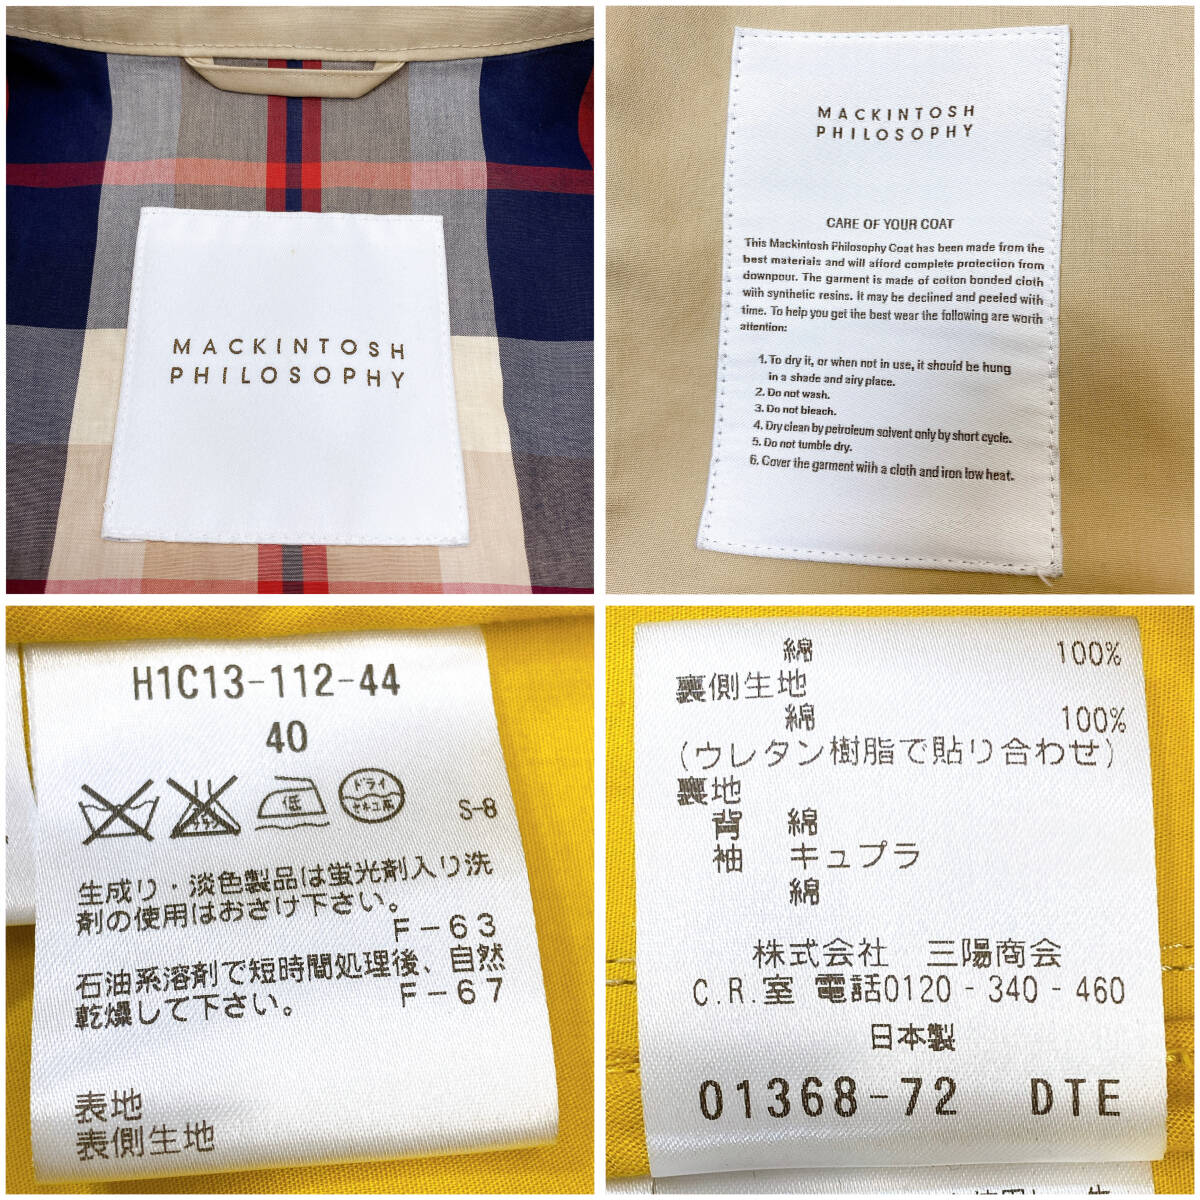 MACKINTOSH
PHILOSOPHY
MACKINTOSH
PHILOSOPHY
CARE OF YOUR COAT
This Mackintosh Philosophy Coat has been made from the
best materials and will afford complete protection from
downpour. The garment is made of cotton bonded cloth
with synthetic resins. It may be declined and peeled with
time. To help you get the best wear the following are worth
attention:
1. To dry it, or when not in use, it should be hung
in a shade and airy place.
2. Do not wash.
3. Do not bleach.
4. Dry clean by petroleum solvent only by short cycle.
5. Do not tumble dry.
6. Cover the garment with a cloth and iron low heat.
H1C13-112-44
40
低
ドライ
セキユ系
S-8
生成り・淡色製品は蛍光剤入り洗
剤の使用はおさけ下さい。
F-63
石油系溶剤で短時間処理後、自然
乾燥して下さい。
F-67
表地
表側生地
綿 100%
裏側生地
綿 100%
(ウレタン樹脂で貼り合わせ)
裏地
背 綿
袖 キュプラ
綿
株式会社 三陽商会
C.R.室 電話0120-340-460
日本製
01368-72 DTE